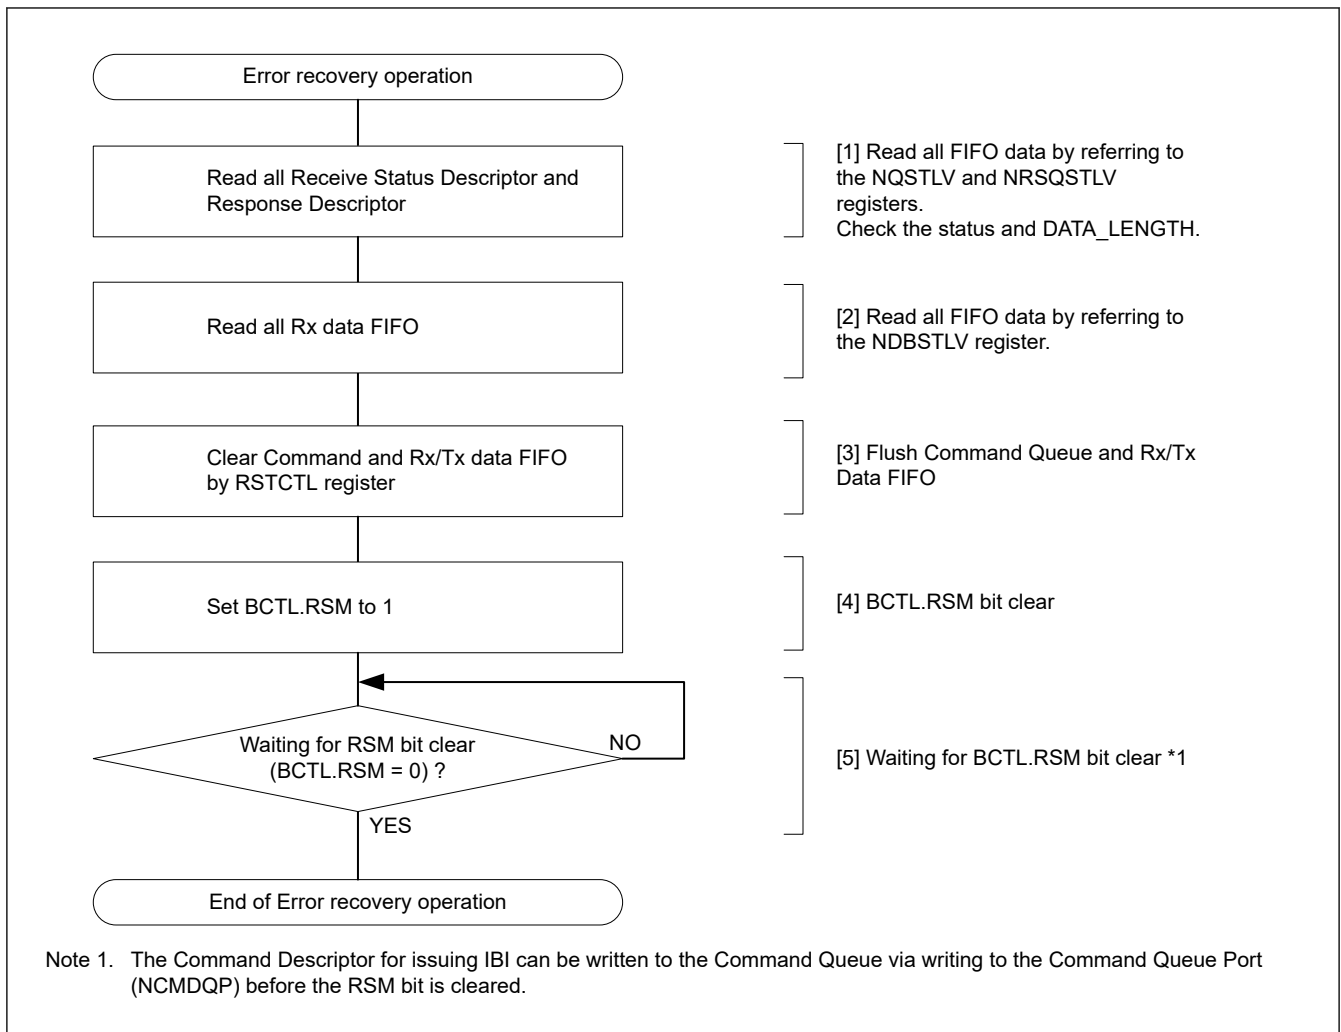 Error recovery operation
Read all Receive Status Descriptor and
Response Descriptor
[1] Read all FIFO data by referring to
the NQSTLV and NRSQSTLV
registers.
Check the status and DATA_LENGTH.
Read all Rx data FIFO
[2] Read all FIFO data by referring to
the NDBSTLV register.
Clear Command and Rx/Tx data FIFO
by RSTCTL register
[3] Flush Command Queue and Rx/Tx
Data FIFO
Set BCTL.RSM to 1
[4] BCTL.RSM bit clear
Waiting for RSM bit clear
(BCTL.RSM = 0) ?
NO
[5] Waiting for BCTL.RSM bit clear *1
YES
End of Error recovery operation
Note 1. The Command Descriptor for issuing IBI can be written to the Command Queue via writing to the Command Queue Port
(NCMDQP) before the RSM bit is cleared.